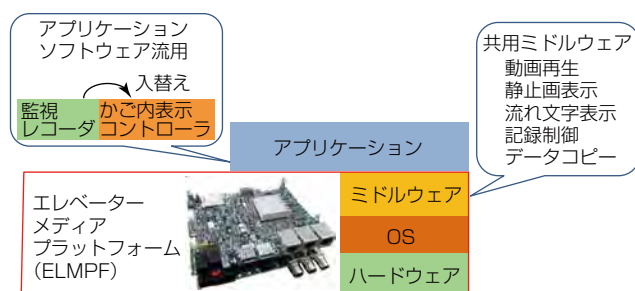 アプリケーション
ソフトウェア流用
入替え
監視
レコーダ
かご内表示
コントローラ
共用ミドルウェア
動画再生
静止画表示
流れ文字表示
記録制御
データコピー
アプリケーション
エレベーター
メディア
プラットフォーム
(ELMPF)
ミドルウェア
OS
ハードウェア